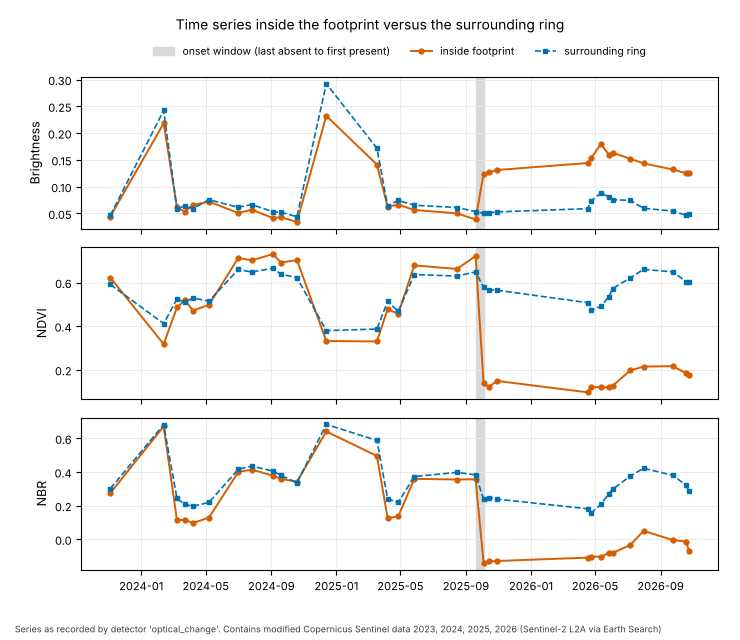 Time series inside the footprint versus the surrounding ring
onset window (last absent to first present) inside footprint surrounding ring
Brightness
0.30
0.25
0.20
0.15
0.10
0.05
NDVI
0.6
0.4
0.2
NBR
0.6
0.4
0.2
0.0
2024-01 2024-05 2024-09 2025-01 2025-05 2025-09 2026-01 2026-05 2026-09
Series as recorded by detector 'optical_change'. Contains modified Copernicus Sentinel data 2023, 2024, 2025, 2026 (Sentinel-2 L2A via Earth Search)